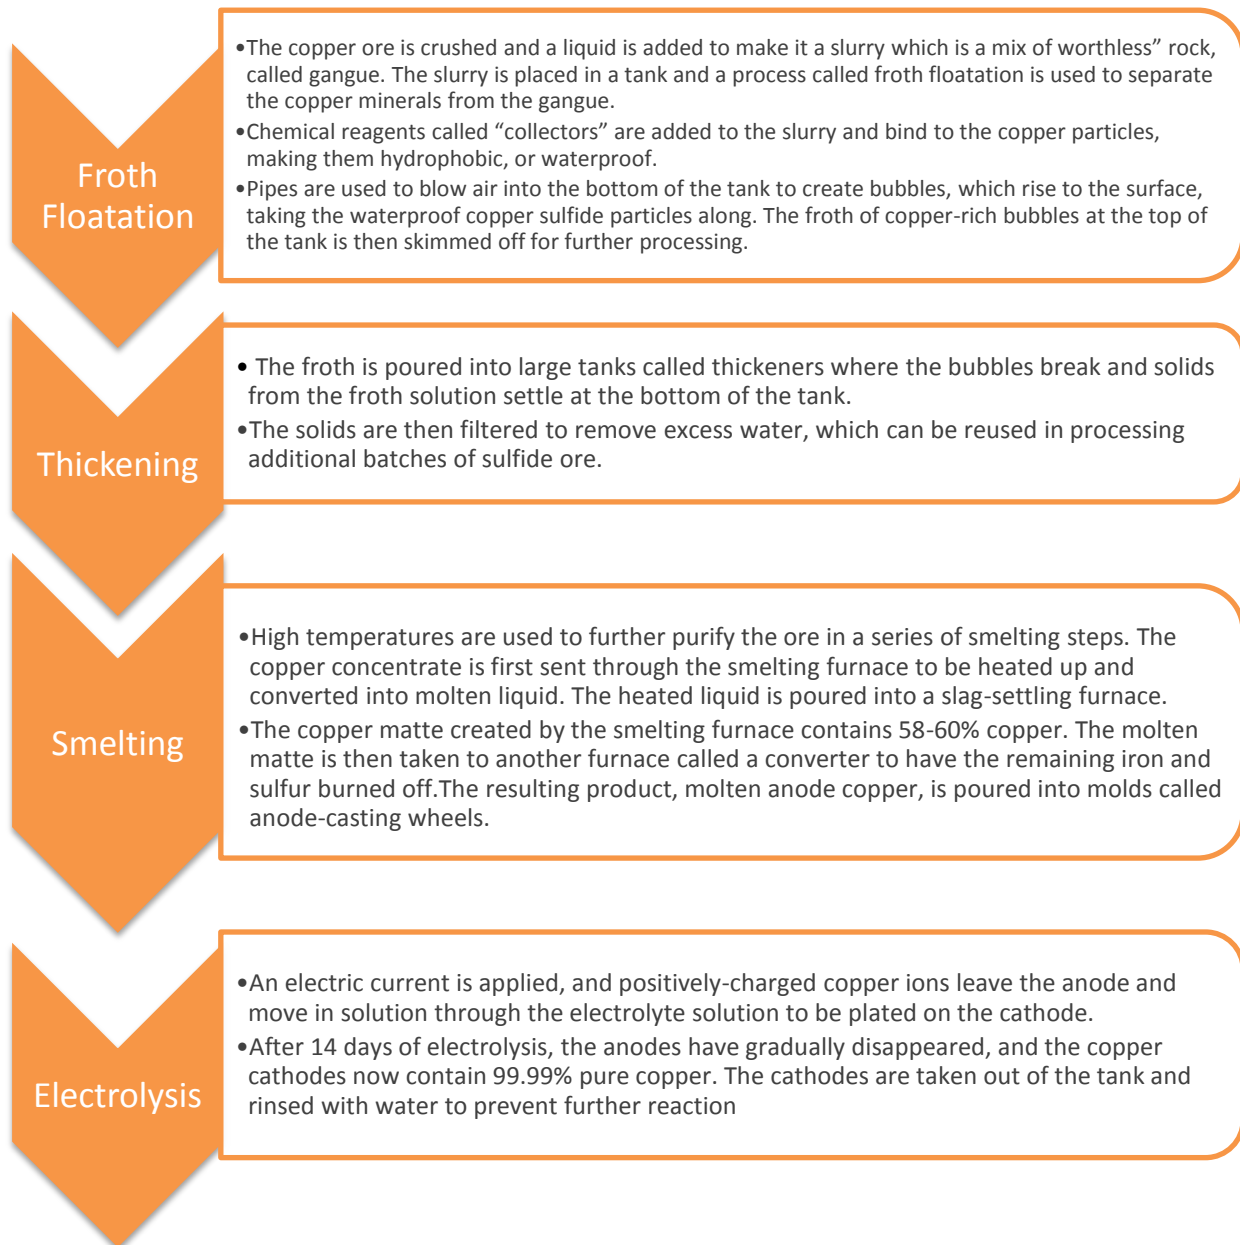 Froth
Floatation
•The copper ore is crushed and a liquid is added to make it a slurry which is a mix of worthless” rock,
called gangue. The slurry is placed in a tank and a process called froth floatation is used to separate
the copper minerals from the gangue.
•Chemical reagents called “collectors” are added to the slurry and bind to the copper particles,
making them hydrophobic, or waterproof.
•Pipes are used to blow air into the bottom of the tank to create bubbles, which rise to the surface,
taking the waterproof copper sulfide particles along. The froth of copper-rich bubbles at the top of
the tank is then skimmed off for further processing.
Thickening
• The froth is poured into large tanks called thickeners where the bubbles break and solids
from the froth solution settle at the bottom of the tank.
•The solids are then filtered to remove excess water, which can be reused in processing
additional batches of sulfide ore.
Smelting
•High temperatures are used to further purify the ore in a series of smelting steps. The
copper concentrate is first sent through the smelting furnace to be heated up and
converted into molten liquid. The heated liquid is poured into a slag-settling furnace.
•The copper matte created by the smelting furnace contains 58-60% copper. The molten
matte is then taken to another furnace called a converter to have the remaining iron and
sulfur burned off.The resulting product, molten anode copper, is poured into molds called
anode-casting wheels.
Electrolysis
•An electric current is applied, and positively-charged copper ions leave the anode and
move in solution through the electrolyte solution to be plated on the cathode.
•After 14 days of electrolysis, the anodes have gradually disappeared, and the copper
cathodes now contain 99.99% pure copper. The cathodes are taken out of the tank and
rinsed with water to prevent further reaction